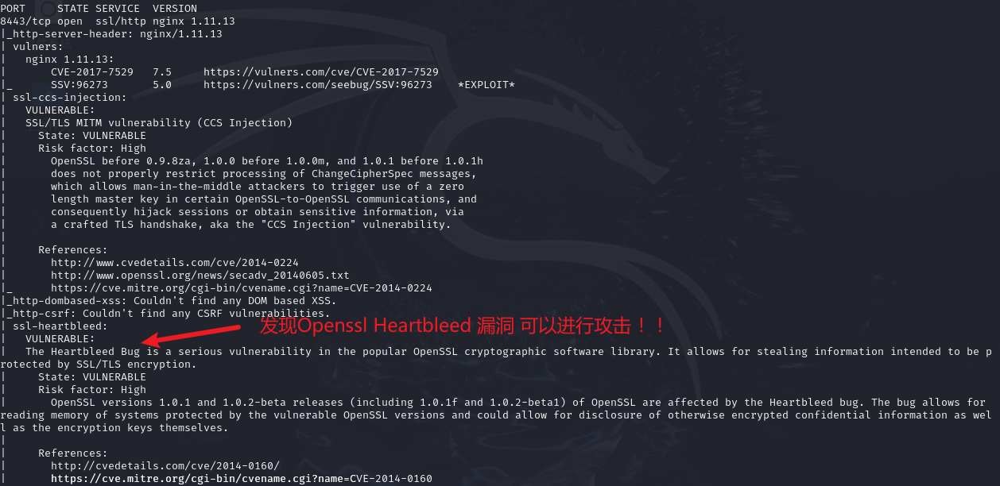 PORT     STATE SERVICE  VERSION
8443/tcp open  ssl/http nginx 1.11.13
|_http-server-header: nginx/1.11.13
| vulners:
|   nginx 1.11.13:
|       CVE-2017-7529   7.5     https://vulners.com/cve/CVE-2017-7529
|_      SSV:96273       5.0     https://vulners.com/seebug/SSV:96273    *EXPLOIT*
| ssl-ccs-injection:
|   VULNERABLE:
|   SSL/TLS MITM vulnerability (CCS Injection)
|     State: VULNERABLE
|     Risk factor: High
|       OpenSSL before 0.9.8za, 1.0.0 before 1.0.0m, and 1.0.1 before 1.0.1h
|       does not properly restrict processing of ChangeCipherSpec messages,
|       which allows man-in-the-middle attackers to trigger use of a zero
|       length master key in certain OpenSSL-to-OpenSSL communications, and
|       consequently hijack sessions or obtain sensitive information, via
|       a crafted TLS handshake, aka the "CCS Injection" vulnerability.
|
|     References:
|       http://www.cvedetails.com/cve/2014-0224
|       http://www.openssl.org/news/secadv_20140605.txt
|_      https://cve.mitre.org/cgi-bin/cvename.cgi?name=CVE-2014-0224
|_http-dombased-xss: Couldn't find any DOM based XSS.
|_http-csrf: Couldn't find any CSRF vulnerabilities.
| ssl-heartbleed:
发现Openssl Heartbleed 漏洞 可以进行攻击！！
|   VULNERABLE:
|   The Heartbleed Bug is a serious vulnerability in the popular OpenSSL cryptographic software library. It allows for stealing information intended to be p
rotected by SSL/TLS encryption.
|     State: VULNERABLE
|     Risk factor: High
|       OpenSSL versions 1.0.1 and 1.0.2-beta releases (including 1.0.1f and 1.0.2-beta1) of OpenSSL are affected by the Heartbleed bug. The bug allows for
reading memory of systems protected by the vulnerable OpenSSL versions and could allow for disclosure of otherwise encrypted confidential information as wel
l as the encryption keys themselves.
|
|     References:
|       http://cvedetails.com/cve/2014-0160/
|       https://cve.mitre.org/cgi-bin/cvename.cgi?name=CVE-2014-0160